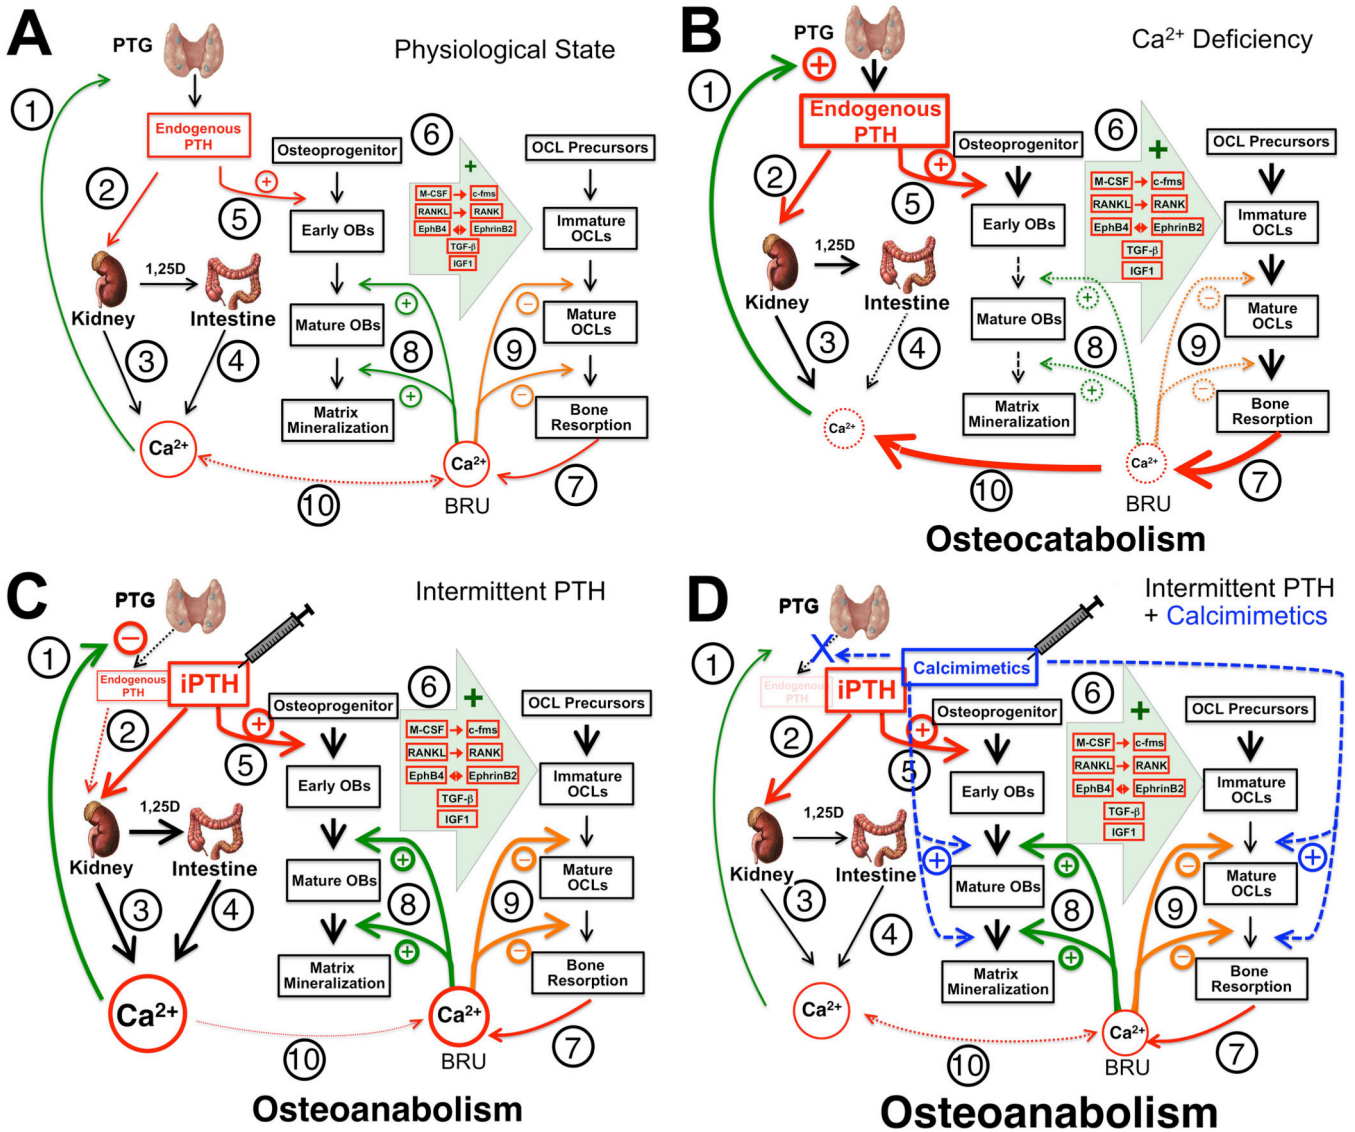 A
PTG
Physiological State
1
Endogenous
PTH
Osteoprogenitor
6
+
OCL Precursors
2
+
5
M-CSF
c-fms
RANKL
RANK
EphB4
EphrinB2
TGF-β
IGF1
Early OBs
Immature
OCLs
1,25D
Kidney
Intestine
+
−
Mature OBs
Mature
OCLs
3
4
8
9
+
−
Matrix
Mineralization
Bone
Resorption
Ca2+
Ca2+
BRU
10
7
B
PTG
+
Ca2+ Deficiency
1
Endogenous
PTH
Osteoprogenitor
6
+
OCL Precursors
2
+
5
M-CSF
c-fms
RANKL
RANK
EphB4
EphrinB2
TGF-β
IGF1
Early OBs
Immature
OCLs
1,25D
Kidney
Intestine
+
−
Mature OBs
Mature
OCLs
3
4
8
9
+
−
Matrix
Mineralization
Bone
Resorption
Ca2+
Ca2+
BRU
10
7
Osteocatabolism
C
PTG
Intermittent PTH
1
−
Endogenous
PTH
iPTH
6
+
OCL Precursors
Osteoprogenitor
2
+
5
M-CSF
c-fms
RANKL
RANK
EphB4
EphrinB2
TGF-β
IGF1
Early OBs
Immature
OCLs
1,25D
Kidney
Intestine
+
−
Mature OBs
Mature
OCLs
3
4
8
9
+
−
Matrix
Mineralization
Bone
Resorption
Ca2+
Ca2+
BRU
10
7
Osteoanabolism
D
PTG
Intermittent PTH
+ Calcimimetics
1
X
Calcimimetics
Endogenous
PTH
iPTH
6
+
OCL Precursors
Osteoprogenitor
2
+
5
M-CSF
c-fms
RANKL
RANK
EphB4
EphrinB2
TGF-β
IGF1
Early OBs
Immature
OCLs
1,25D
Kidney
Intestine
+
+
−
+
Mature OBs
Mature
OCLs
3
4
8
9
+
−
Matrix
Mineralization
Bone
Resorption
Ca2+
Ca2+
BRU
10
7
Osteoanabolism